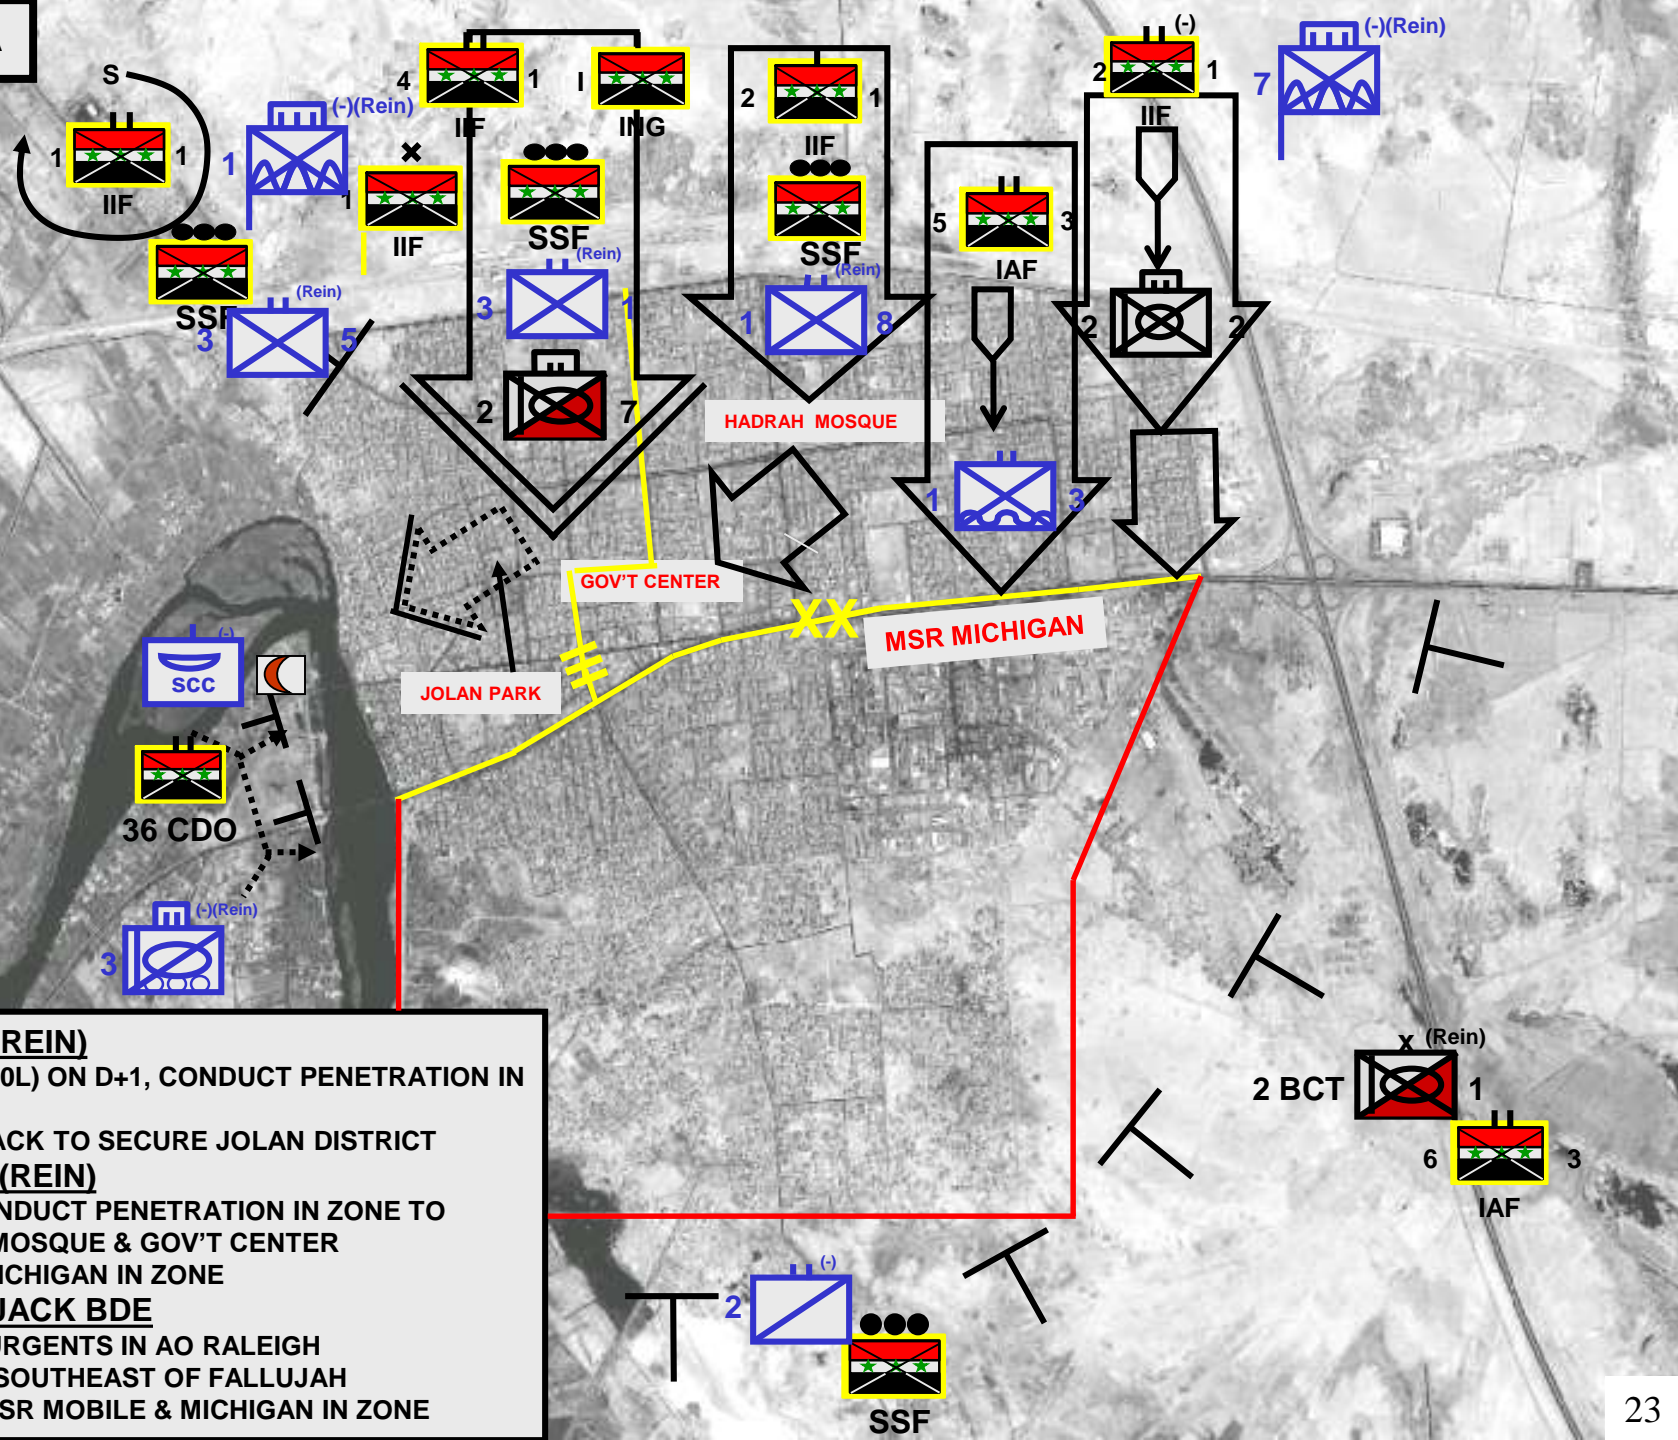 A
S
1 1
IIF
SSF
(-)(Rein)
1
1
IIF
4 1
IIF
I
ING
SSF
(Rein)
3 5
(Rein)
3 1
2 7
2 1
IIF
SSF
(Rein)
1 8
5 3
IAF
1 3
(-)
2 1
IIF
2 2
(-)(Rein)
7
HADRAH MOSQUE
GOV'T CENTER
XX
MSR MICHIGAN
JOLAN PARK
(-)
SCC
36 CDO
(-)(Rein)
3
REIN)
0L) ON D+1, CONDUCT PENETRATION IN
ACK TO SECURE JOLAN DISTRICT
(REIN)
NDUCT PENETRATION IN ZONE TO
MOSQUE & GOV'T CENTER
ICHIGAN IN ZONE
JACK BDE
URGENTS IN AO RALEIGH
SOUTHEAST OF FALLUJAH
SR MOBILE & MICHIGAN IN ZONE
x (Rein)
2 BCT 1
6 3
IAF
(-)
2
SSF
23